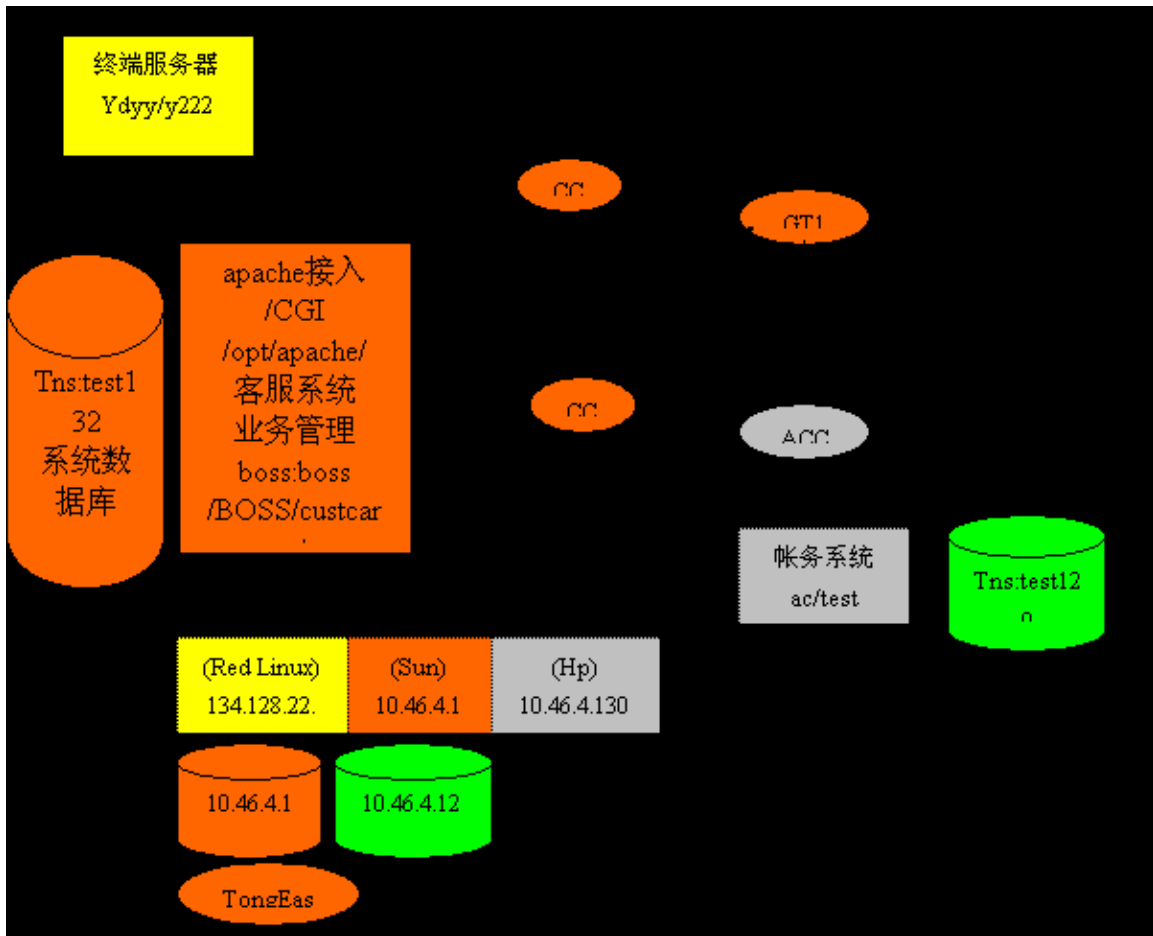 终端服务器
Ydyy/y222
CC
GT1
apache接入
/CGI
/opt/apache/
客服系统
业务管理
boss:boss
/BOSS/custcar
Tns:test1
32
系统数
据库
CC
ACC
帐务系统
ac/test
Tns:test12
(Red Linux)
134.128.22.
(Sun)
10.46.4.1
(Hp)
10.46.4.130
10.46.4.1
10.46.4.12
TongEas